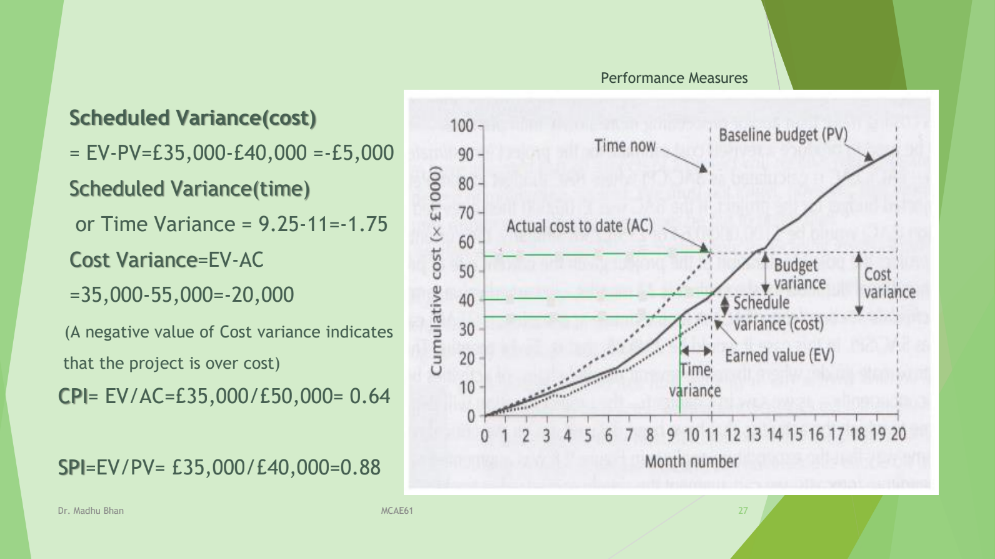 Performance Measures
Scheduled Variance(cost)
= EV-PV=£35,000-£40,000 =-£5,000
Scheduled Variance(time)
or Time Variance = 9.25-11=-1.75
Cost Variance=EV-AC
=35,000-55,000=-20,000
(A negative value of Cost variance indicates
that the project is over cost)
CPI= EV/AC=£35,000/£50,000= 0.64
SPI=EV/PV= £35,000/£40,000=0.88
Cumulative cost (× £1000)
100
90
80
70
60
50
40
30
20
10
0
Time now
Baseline budget (PV)
Actual cost to date (AC)
Budget
variance
Cost
variance
Schedule
variance (cost)
Earned value (EV)
Time
variance
0 1 2 3 4 5 6 7 8 9 10 11 12 13 14 15 16 17 18 19 20
Month number
Dr. Madhu Bhan
MCAE61
27